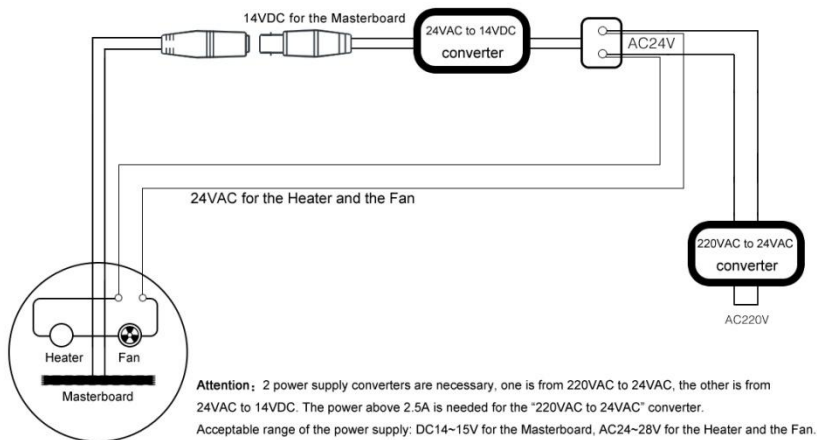 14VDC for the Masterboard
24VAC to 14VDC
converter
AC24V
24VAC for the Heater and the Fan
220VAC to 24VAC
converter
AC220V
Heater
Fan
Masterboard
Attention: 2 power supply converters are necessary, one is from 220VAC to 24VAC, the other is from
24VAC to 14VDC. The power above 2.5A is needed for the “220VAC to 24VAC” converter.
Acceptable range of the power supply: DC14~15V for the Masterboard, AC24~28V for the Heater and the Fan.